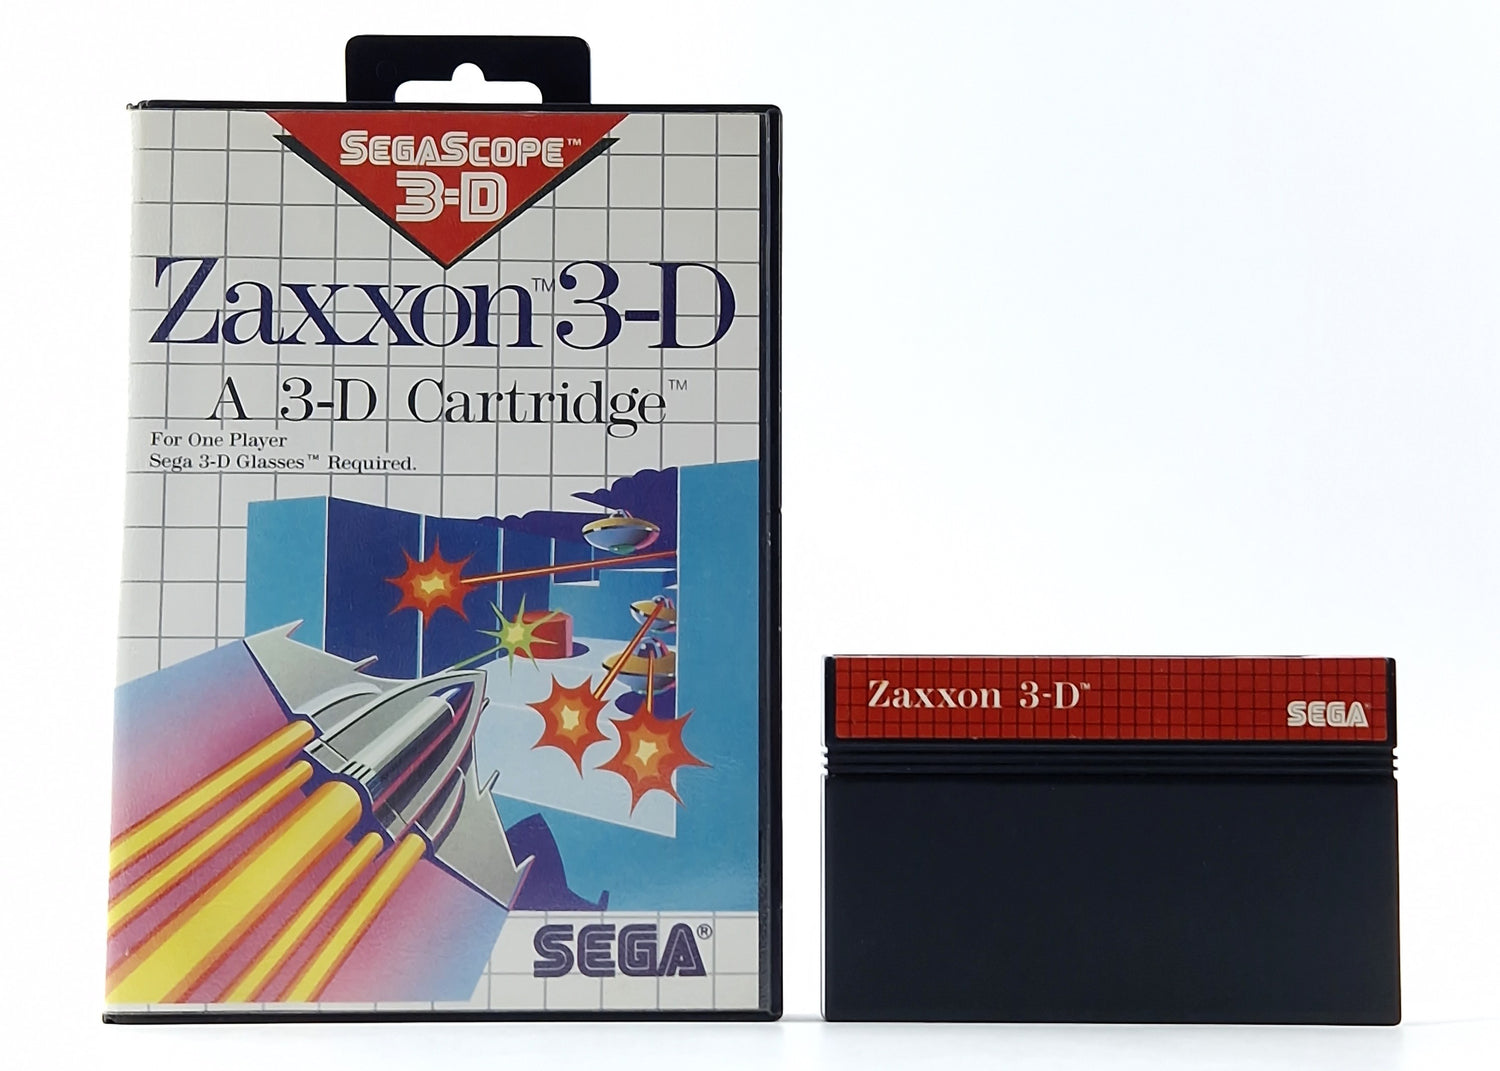 SEGASCOPE™
3-D
Zaxxon™ 3-D
A 3-D Cartridge™
For One Player
Sega 3-D Glasses™ Required.
SEGA®
Zaxxon 3-D™
SEGA®